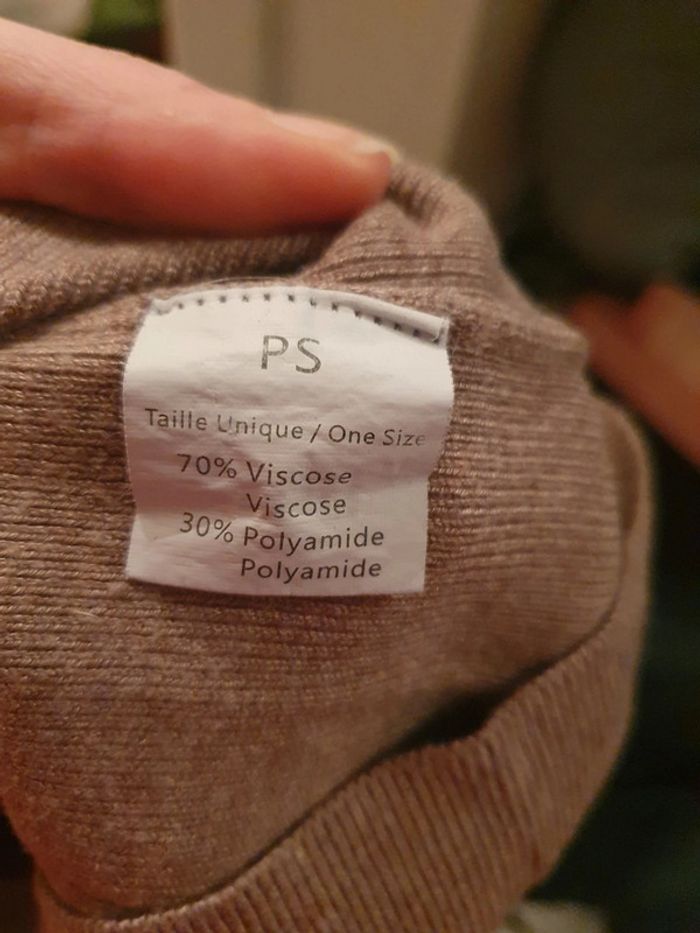 PS
Taille Unique / One Size
70% Viscose
Viscose
30% Polyamide
Polyamide